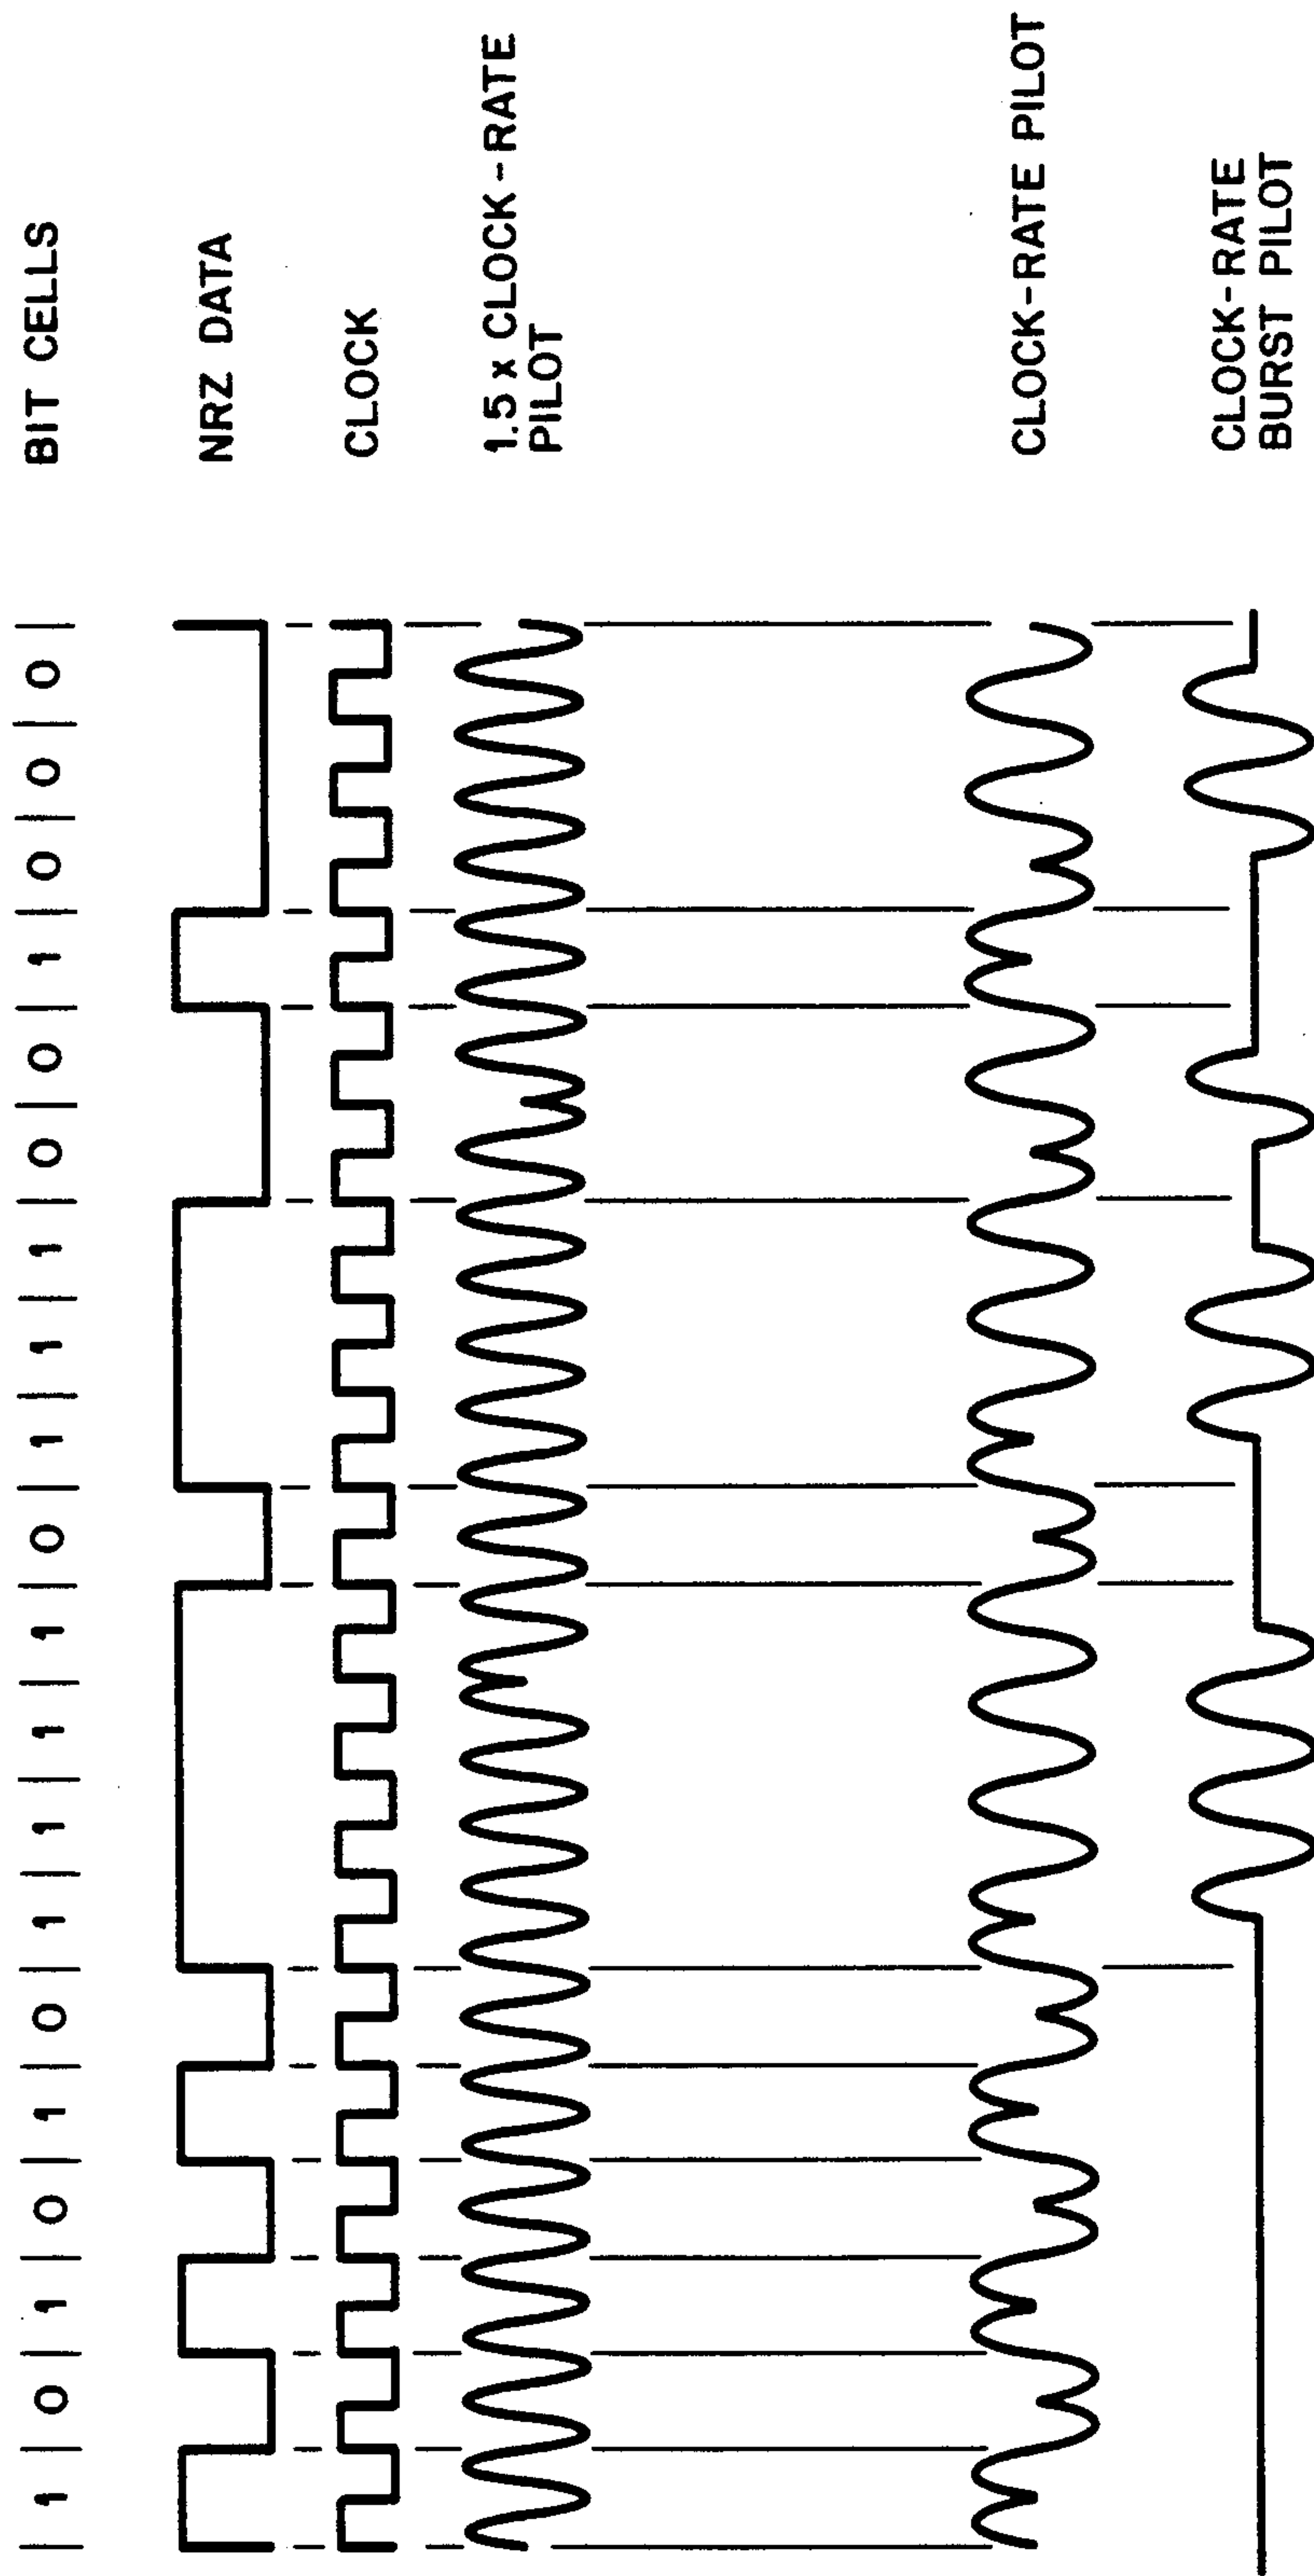 1 0 1 0 1 0 1 1 1 1 0 1 1 1 0 0 1 0 0 0 BIT CELLS
NRZ DATA
CLOCK
1.5 x CLOCK-RATE
PILOT
CLOCK-RATE PILOT
CLOCK-RATE
BURST PILOT